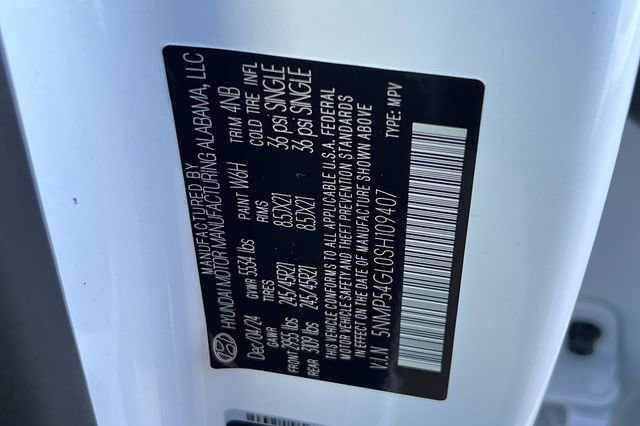 MANUFACTURED BY
HYUNDAI MOTOR MANUFACTURING ALABAMA, LLC
Dec/04/24 GVWR 5534 lbs PAINT W6H TRIM 4NB
GAWR TIRES RIMS COLD TIRE INFL
FRONT 2933 lbs 245/45R21 8.5JX21 36 psi SINGLE
REAR 3109 lbs 245/45R21 8.5JX21 36 psi SINGLE
THIS VEHICLE CONFORMS TO ALL APPLICABLE U.S.A. FEDERAL
MOTOR VEHICLE SAFETY AND THEFT PREVENTION STANDARDS
IN EFFECT ON THE DATE OF MANUFACTURE SHOWN ABOVE
V.I.N 5NMP54GL0SH109407 TYPE: MPV